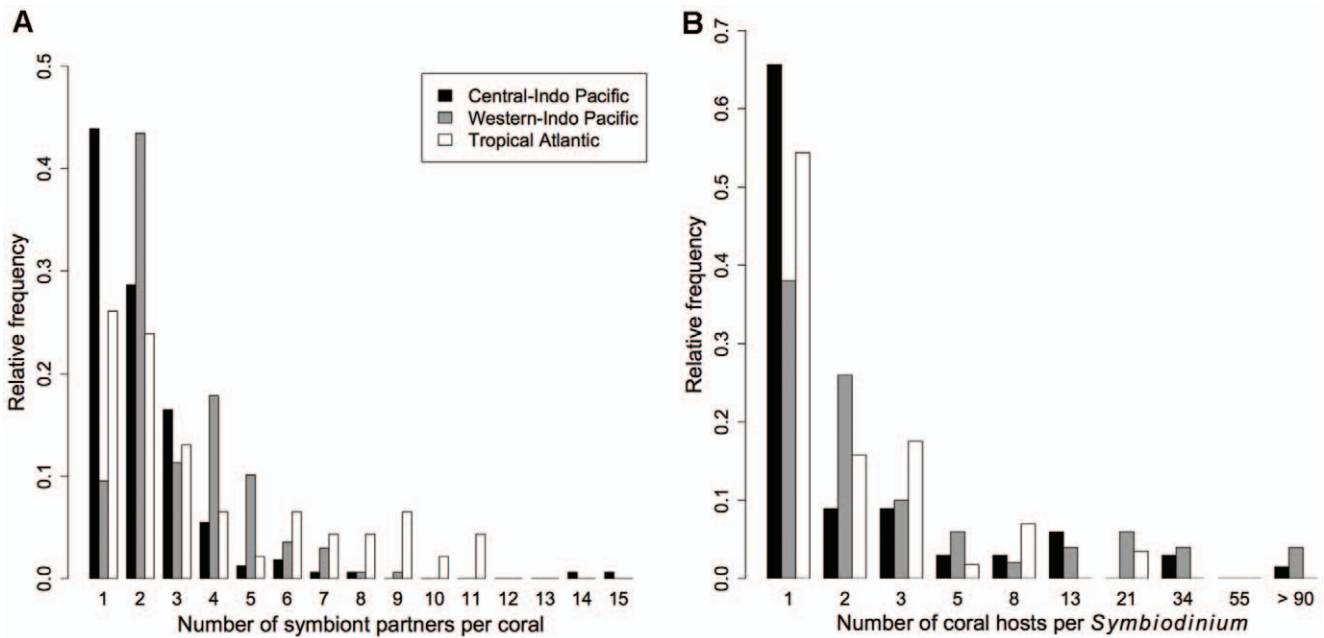 A
0.5
0.4
0.3
0.2
0.1
0.0
Relative frequency
Central-Indo Pacific
Western-Indo Pacific
Tropical Atlantic
1 2 3 4 5 6 7 8 9 10 11 12 13 14 15
Number of symbiont partners per coral
B
0.7
0.6
0.5
0.4
0.3
0.2
0.1
0.0
Relative frequency
1 2 3 5 8 13 21 34 55 > 90
Number of coral hosts per Symbiodinium